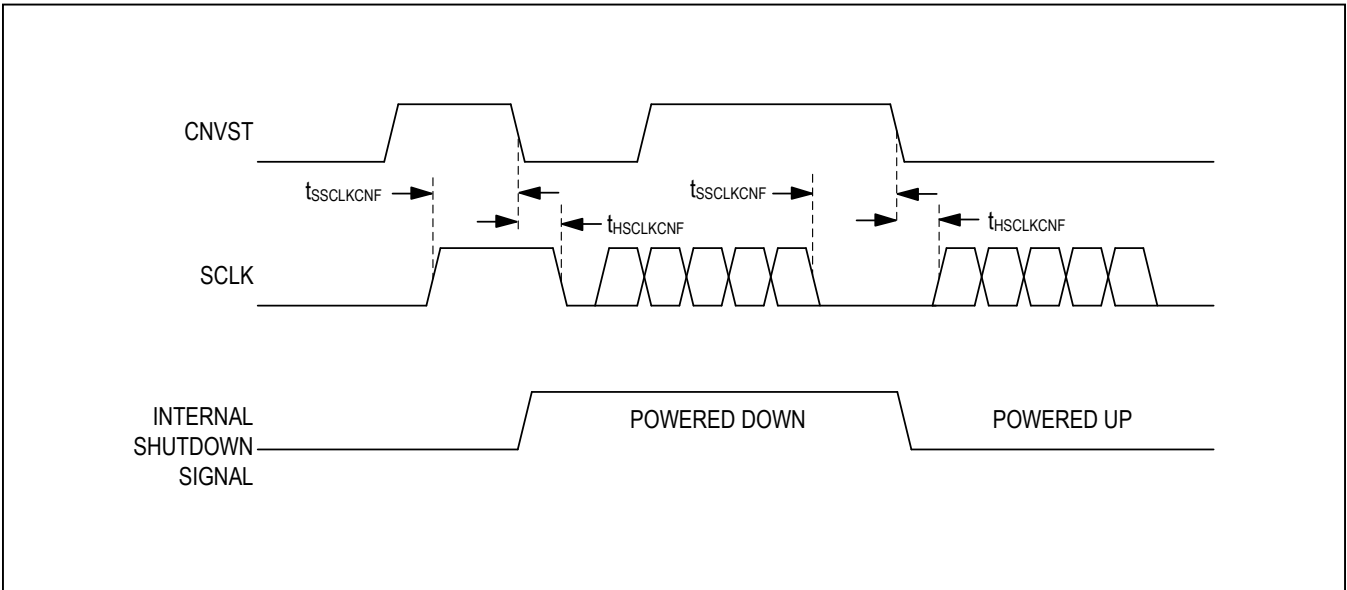 CNVST
tSSCLKCNF
tSSCLKCNF
tHSCLKCNF
tHSCLKCNF
SCLK
INTERNAL
SHUTDOWN
SIGNAL
POWERED DOWN
POWERED UP